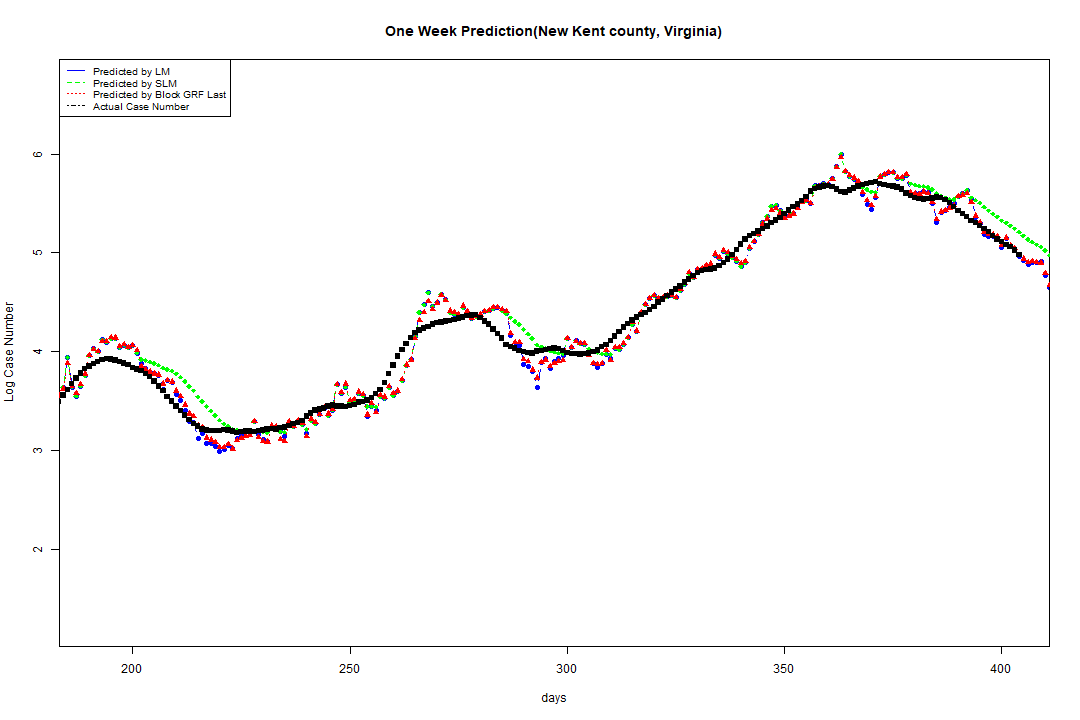 One Week Prediction(New Kent county, Virginia)
Predicted by LM
Predicted by SLM
Predicted by Block GRF Last
Actual Case Number
6
5
4
3
2
Log Case Number
200 250 300 350 400
days